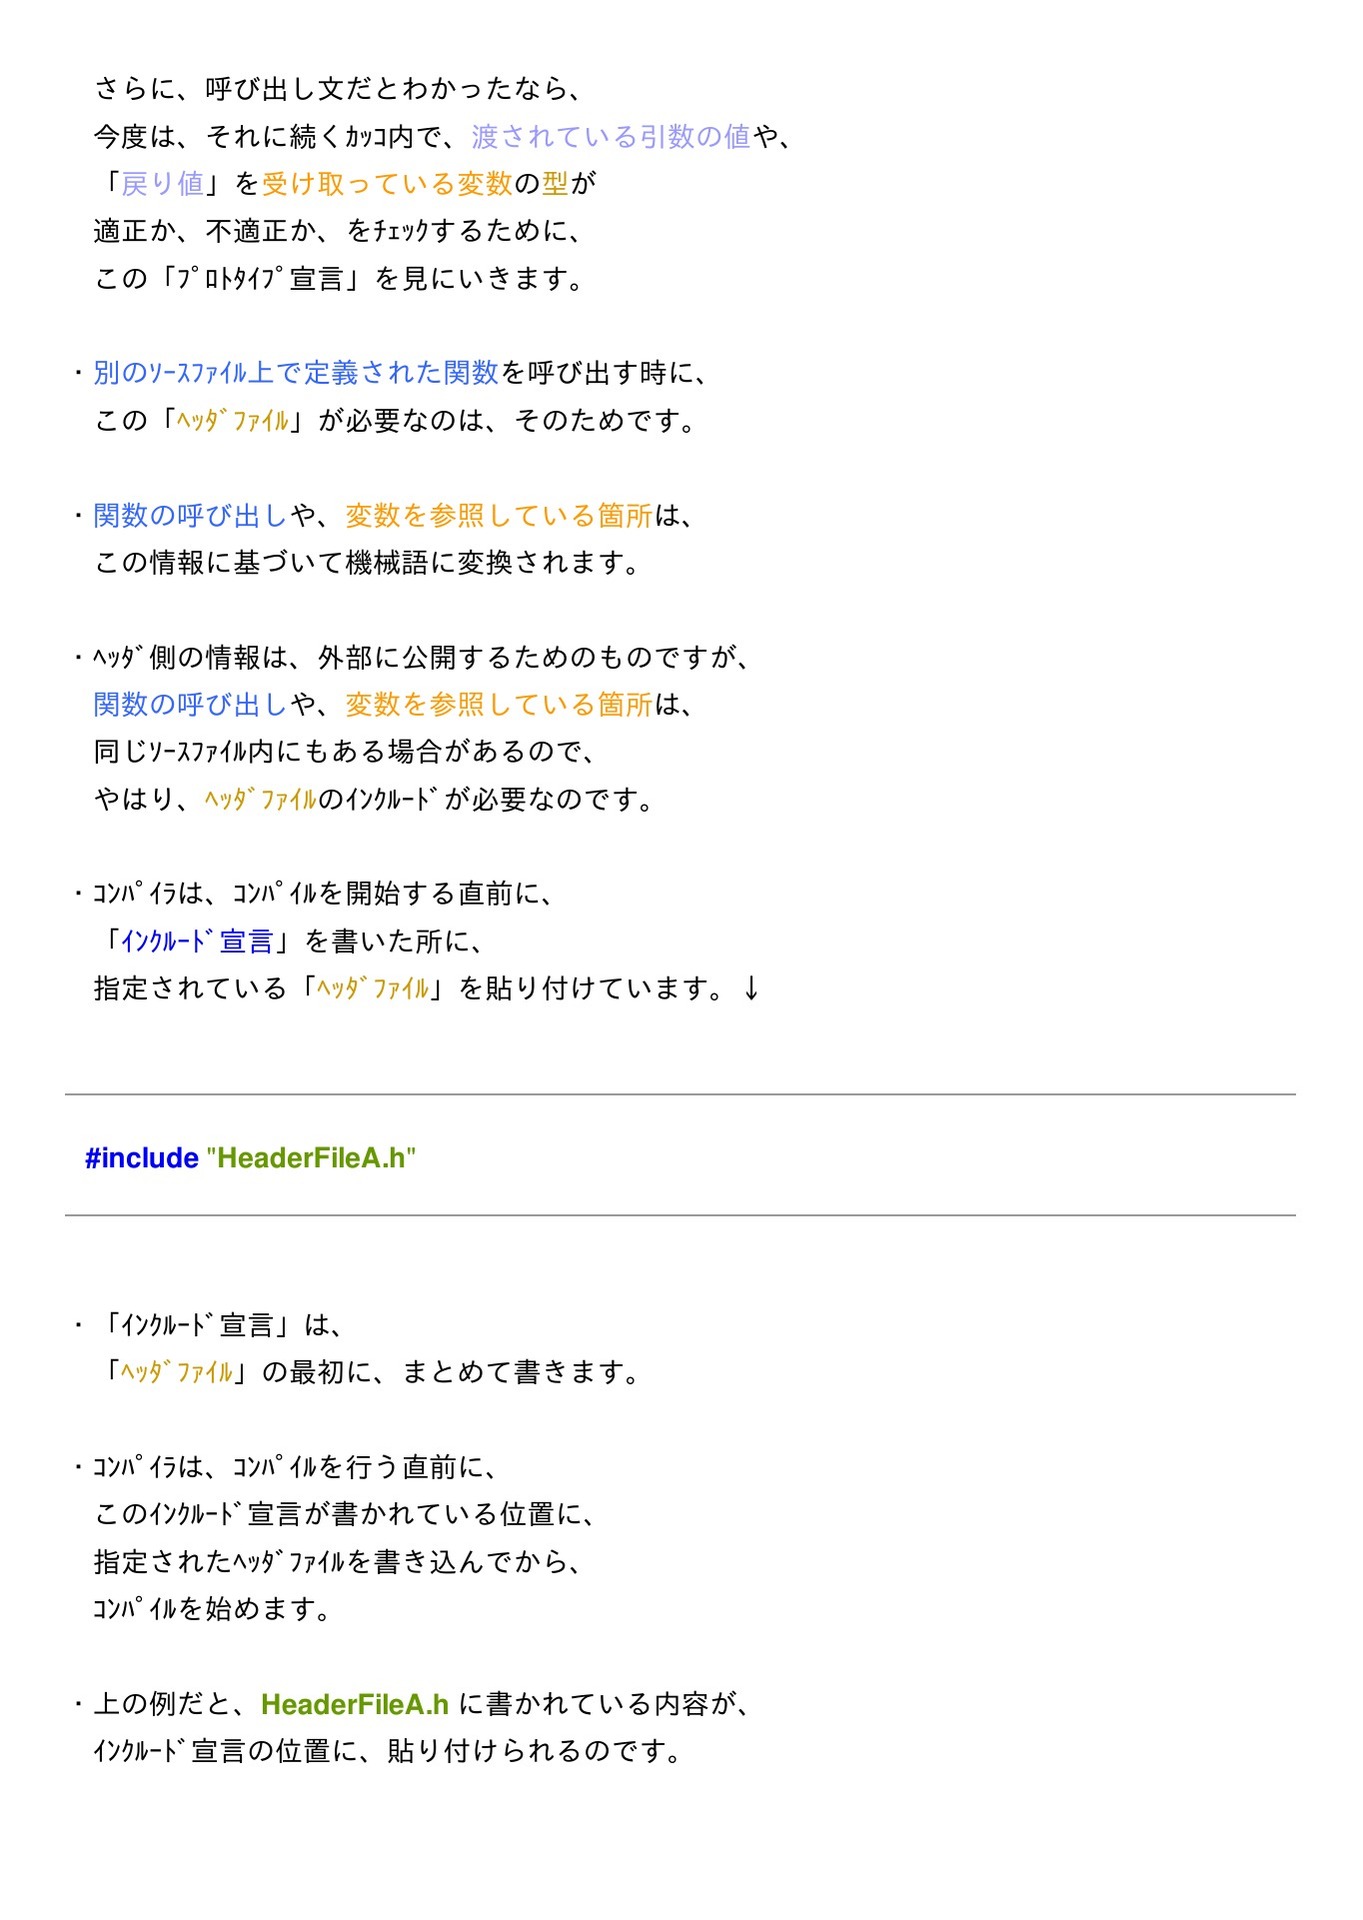 さらに、呼び出し文だとわかったなら、
今度は、それに続くｶｯｺ内で、渡されている引数の値や、
「戻り値」を受け取っている変数の型が
適正か、不適正か、をﾁｪｯｸするために、
この「ﾌﾟﾛﾄﾀｲﾌﾟ宣言」を見にいきます。
・別のｿｰｽﾌｧｲﾙ上で定義された関数を呼び出す時に、
この「ﾍｯﾀﾞﾌｧｲﾙ」が必要なのは、そのためです。
・関数の呼び出しや、変数を参照している箇所は、
この情報に基づいて機械語に変換されます。
・ﾍｯﾀﾞ側の情報は、外部に公開するためのものですが、
関数の呼び出しや、変数を参照している箇所は、
同じｿｰｽﾌｧｲﾙ内にもある場合があるので、
やはり、ﾍｯﾀﾞﾌｧｲﾙのｲﾝｸﾙｰﾄﾞが必要なのです。
・ｺﾝﾊﾟｲﾗは、ｺﾝﾊﾟｲﾙを開始する直前に、
「ｲﾝｸﾙｰﾄﾞ宣言」を書いた所に、
指定されている「ﾍｯﾀﾞﾌｧｲﾙ」を貼り付けています。↓
#include "HeaderFileA.h"
・「ｲﾝｸﾙｰﾄﾞ宣言」は、
「ﾍｯﾀﾞﾌｧｲﾙ」の最初に、まとめて書きます。
・ｺﾝﾊﾟｲﾗは、ｺﾝﾊﾟｲﾙを行う直前に、
このｲﾝｸﾙｰﾄﾞ宣言が書かれている位置に、
指定されたﾍｯﾀﾞﾌｧｲﾙを書き込んでから、
ｺﾝﾊﾟｲﾙを始めます。
・上の例だと、HeaderFileA.h に書かれている内容が、
ｲﾝｸﾙｰﾄﾞ宣言の位置に、貼り付けられるのです。